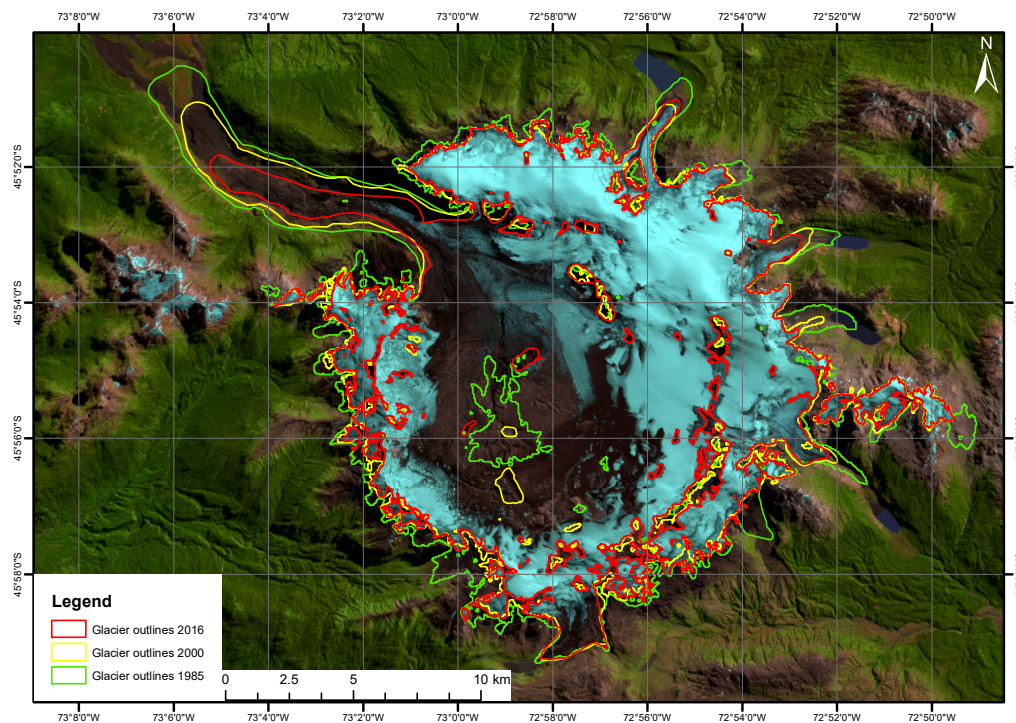 73°8'0"W 73°6'0"W 73°4'0"W 73°2'0"W 73°0'0"W 72°58'0"W 72°56'0"W 72°54'0"W 72°52'0"W 72°50'0"W
N
45°52'0"S
45°54'0"S
45°56'0"S
45°58'0"S
Legend
Glacier outlines 2016
Glacier outlines 2000
Glacier outlines 1985
0 2.5 5 10 km
73°8'0"W 73°6'0"W 73°4'0"W 73°2'0"W 73°0'0"W 72°58'0"W 72°56'0"W 72°54'0"W 72°52'0"W 72°50'0"W